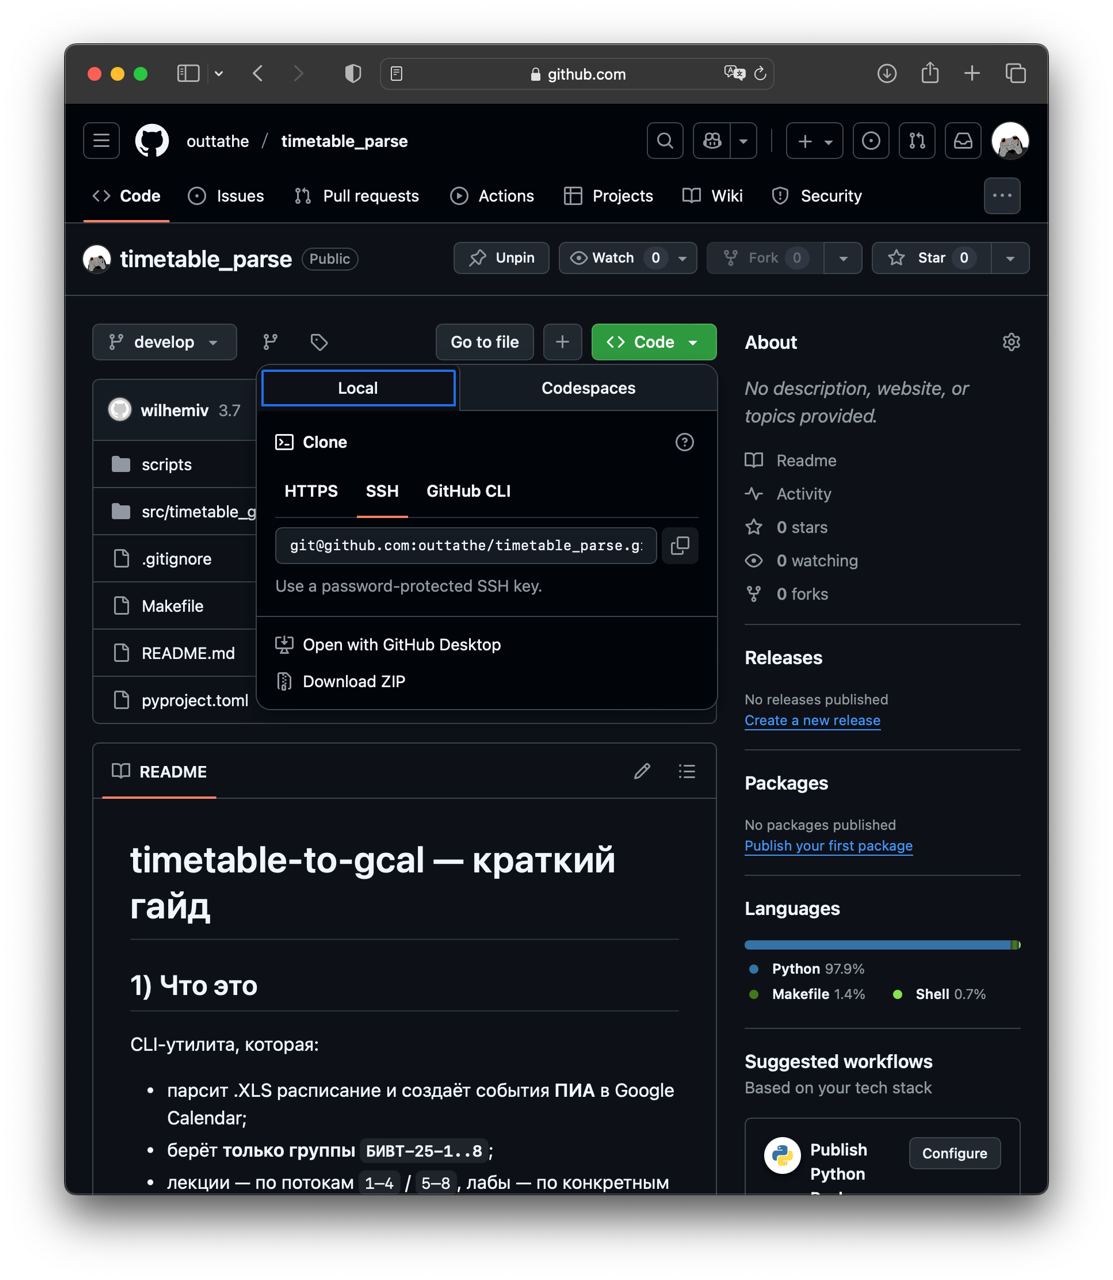 github.com
outtathe / timetable_parse
Code Issues Pull requests Actions Projects Wiki Security
timetable_parse Public Unpin Watch 0 Fork 0 Star 0
develop Go to file + Code
wilhemiv 3.7
scripts
src/timetable_g
.gitignore
Makefile
README.md
pyproject.toml
Local Codespaces
Clone
HTTPS SSH GitHub CLI
git@github.com:outtathe/timetable_parse.g
Use a password-protected SSH key.
Open with GitHub Desktop
Download ZIP
README
timetable-to-gcal — краткий
гайд
1) Что это
CLI-утилита, которая:
• парсит .XLS расписание и создаёт события ПИА в Google
Calendar;
• берёт только группы БИВТ-25-1..8 ;
• лекции — по потокам 1–4 / 5–8 , лабы — по конкретным
About
No description, website, or
topics provided.
Readme
Activity
0 stars
0 watching
0 forks
Releases
No releases published
Create a new release
Packages
No packages published
Publish your first package
Languages
Python 97.9%
Makefile 1.4% Shell 0.7%
Suggested workflows
Based on your tech stack
Publish
Python
Configure